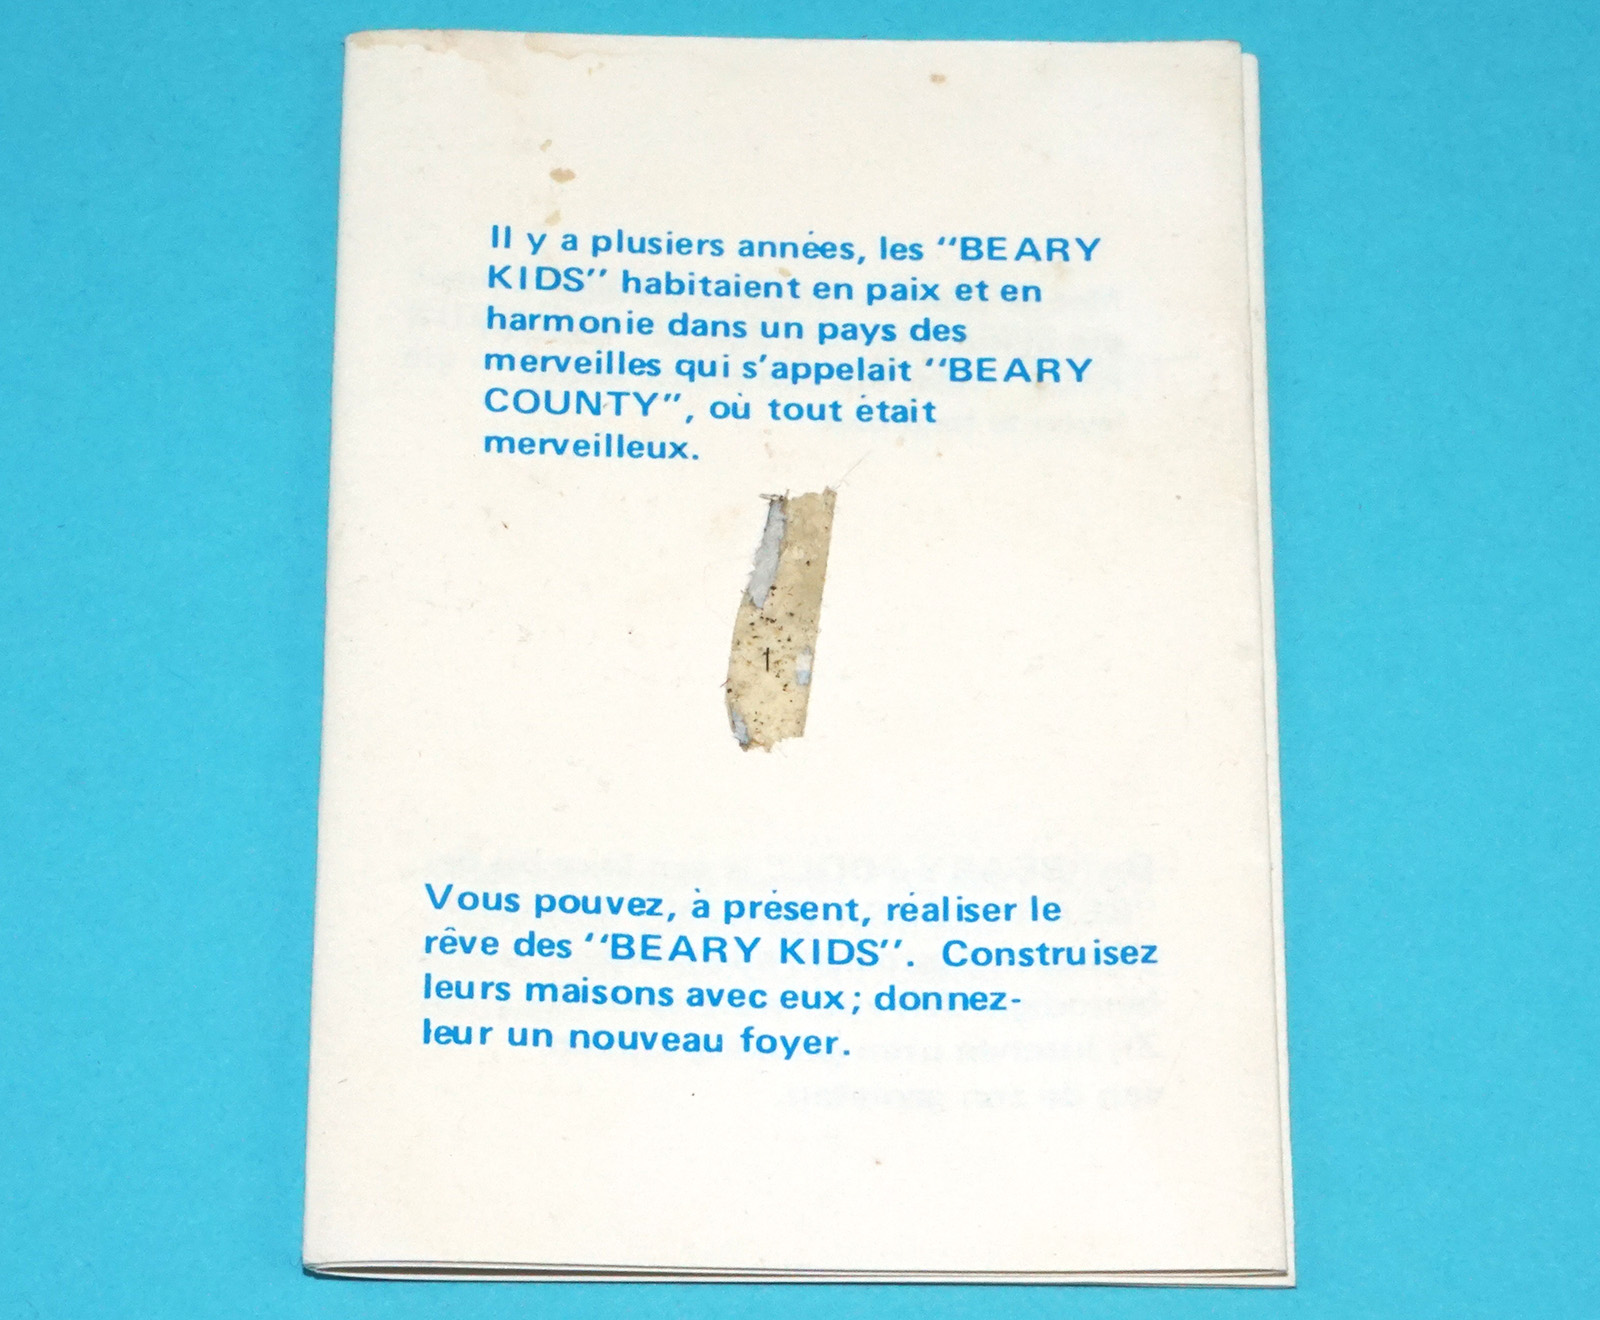 Il y a plusiers années, les "BEARY
KIDS" habitaient en paix et en
harmonie dans un pays des
merveilles qui s'appelait "BEARY
COUNTY", où tout était
merveilleux.
Vous pouvez, à présent, réaliser le
rêve des "BEARY KIDS". Construisez
leurs maisons avec eux; donnez-
leur un nouveau foyer.